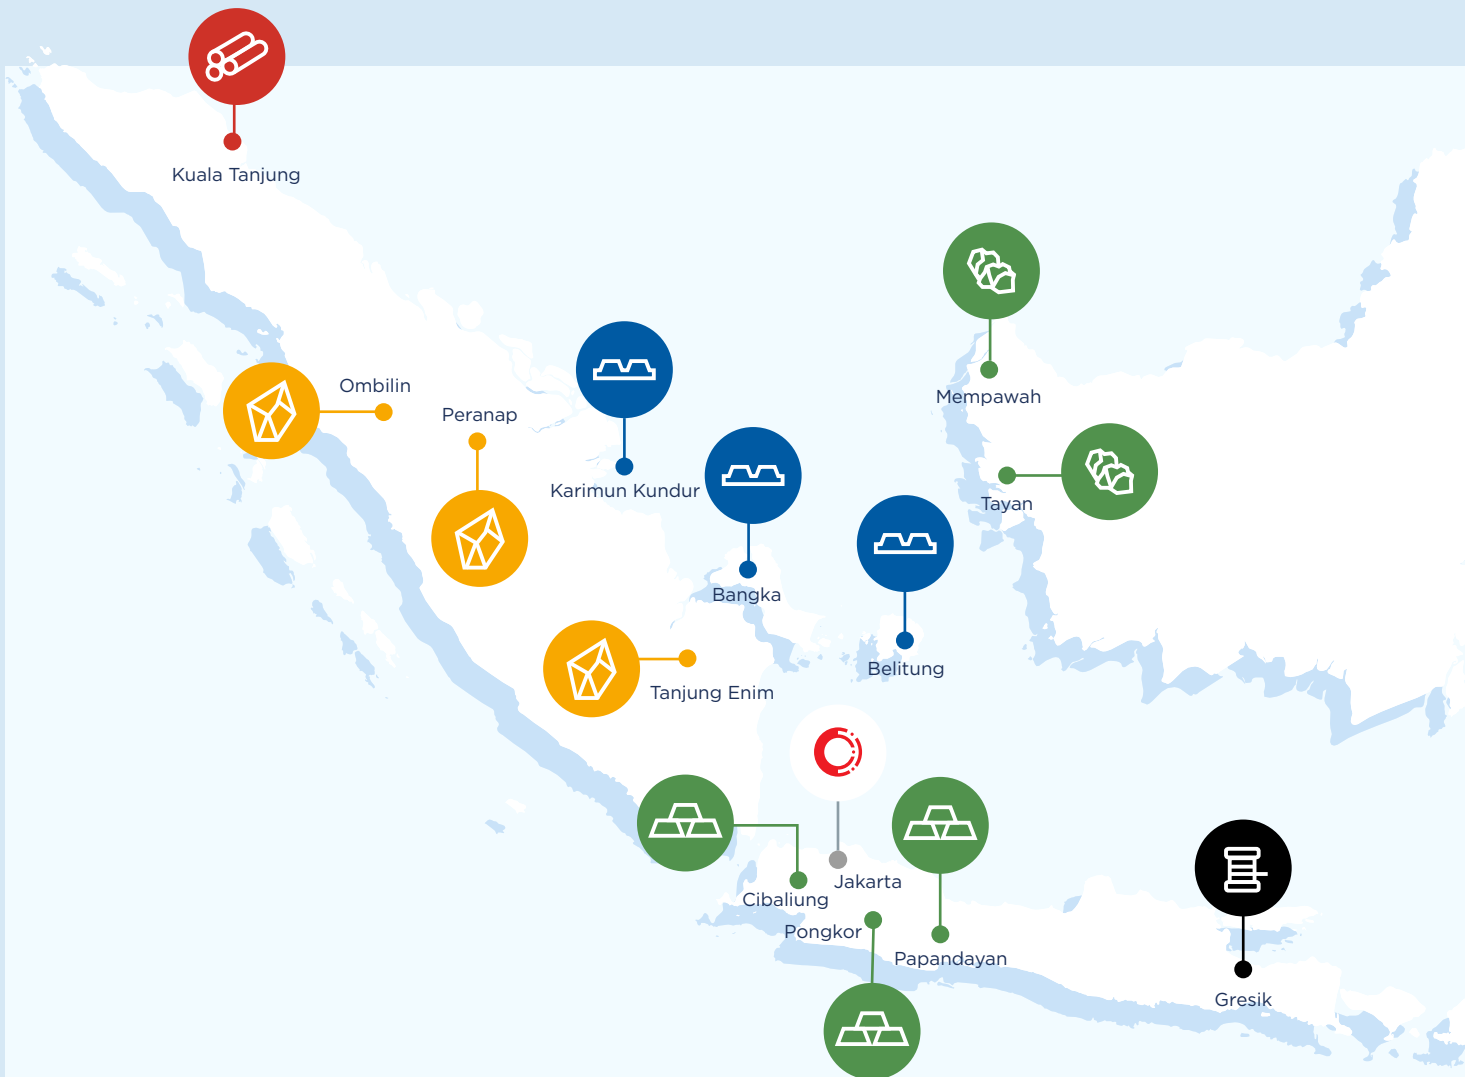 Kuala Tanjung
Ombilin
Peranap
Mempawah
Karimun Kundur
Tayan
Bangka
Belitung
Tanjung Enim
Jakarta
Cibaliung
Pongkor
Papandayan
Gresik